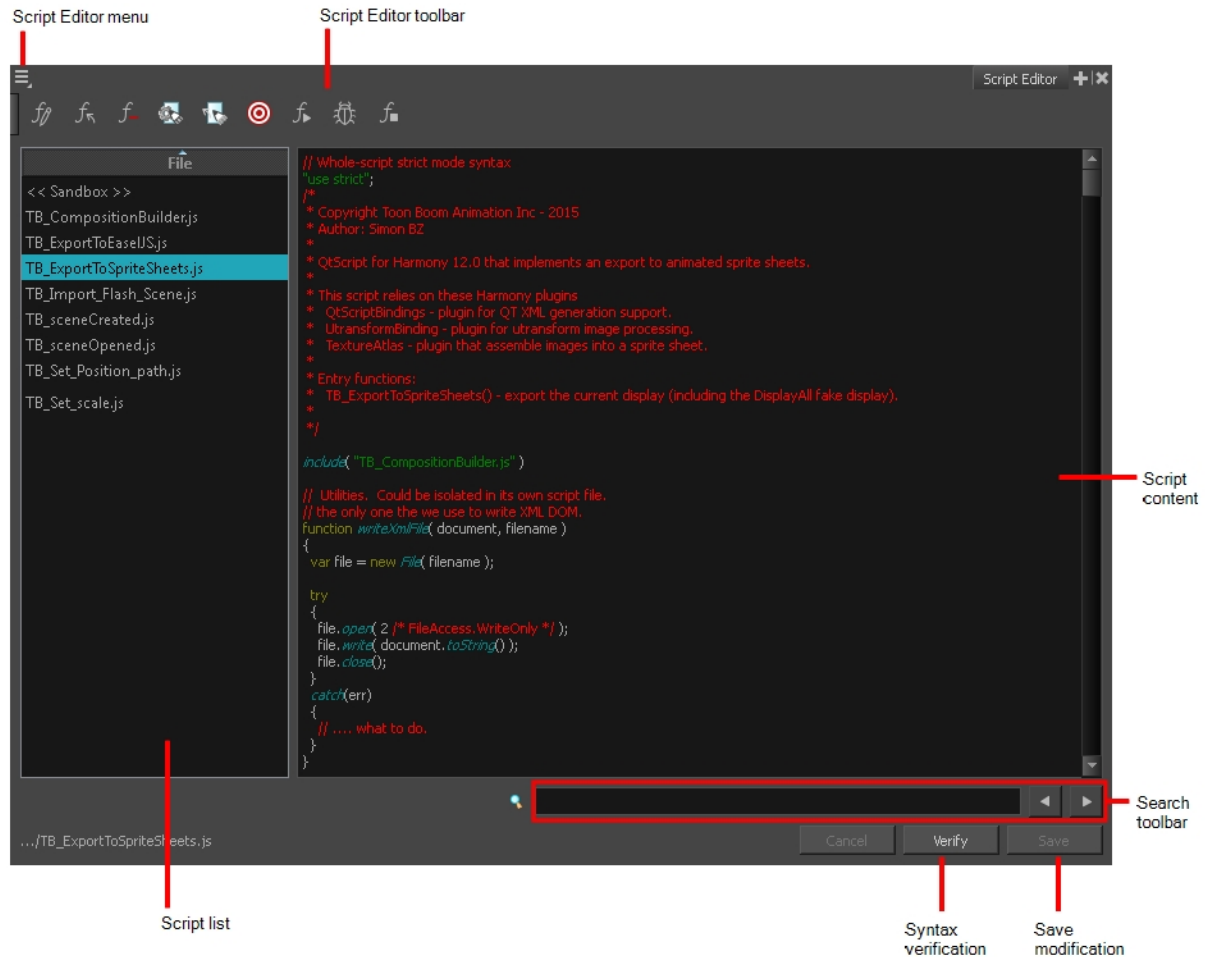 Script Editor menu
Script Editor toolbar
Script Editor
File
<< Sandbox >>
TB_CompositionBuilder.js
TB_ExportToEaselJS.js
TB_ExportToSpriteSheets.js
TB_Import_Flash_Scene.js
TB_sceneCreated.js
TB_sceneOpened.js
TB_Set_Position_path.js
TB_Set_scale.js
// Whole-script strict mode syntax
"use strict";
/*
* Copyright Toon Boom Animation Inc - 2015
* Author: Simon BZ
*
* QtScript for Harmony 12.0 that implements an export to animated sprite sheets.
*
* This script relies on these Harmony plugins
* QtScriptBindings - plugin for QT XML generation support.
* UtransformBinding - plugin for utransform image processing.
* TextureAtlas - plugin that assemble images into a sprite sheet.
*
* Entry functions:
* TB_ExportToSpriteSheets() - export the current display (including the DisplayAll fake display).
*
*/
include( "TB_CompositionBuilder.js" )
// Utilities. Could be isolated in its own script file.
// the only one the we use to write XML DOM.
function writeXmlFile( document, filename )
{
var file = new File( filename );
try
{
file.open( 2 /* FileAccess.WriteOnly */ );
file.write( document.toString() );
file.close();
}
catch(err)
{
// .... what to do.
}
}
Script
content
Search
toolbar
.../TB_ExportToSpriteSheets.js
Cancel
Verify
Save
Script list
Syntax
verification
Save
modification